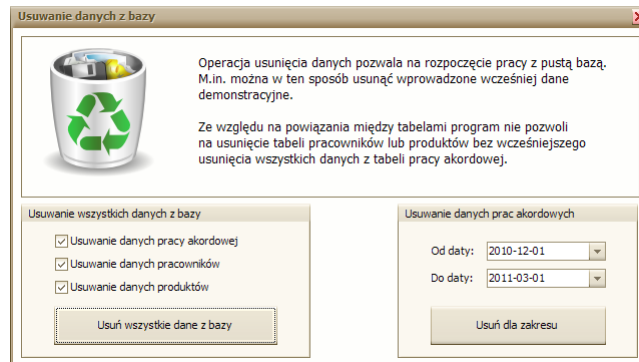 Usuwanie danych z bazy
Operacja usunięcia danych pozwala na rozpoczęcie pracy z pustą bazą.
M.in. można w ten sposób usunąć wprowadzone wcześniej dane
demonstracyjne.
Ze względu na powiązania między tabelami program nie pozwoli
na usunięcie tabeli pracowników lub produktów bez wcześniejszego
usunięcia wszystkich danych z tabeli pracy akordowej.
Usuwanie wszystkich danych z bazy
Usuwanie danych pracy akordowej
Usuwanie danych pracowników
Usuwanie danych produktów
Usuń wszystkie dane z bazy
Usuwanie danych prac akordowych
Od daty: 2010-12-01
Do daty: 2011-03-01
Usuń dla zakresu